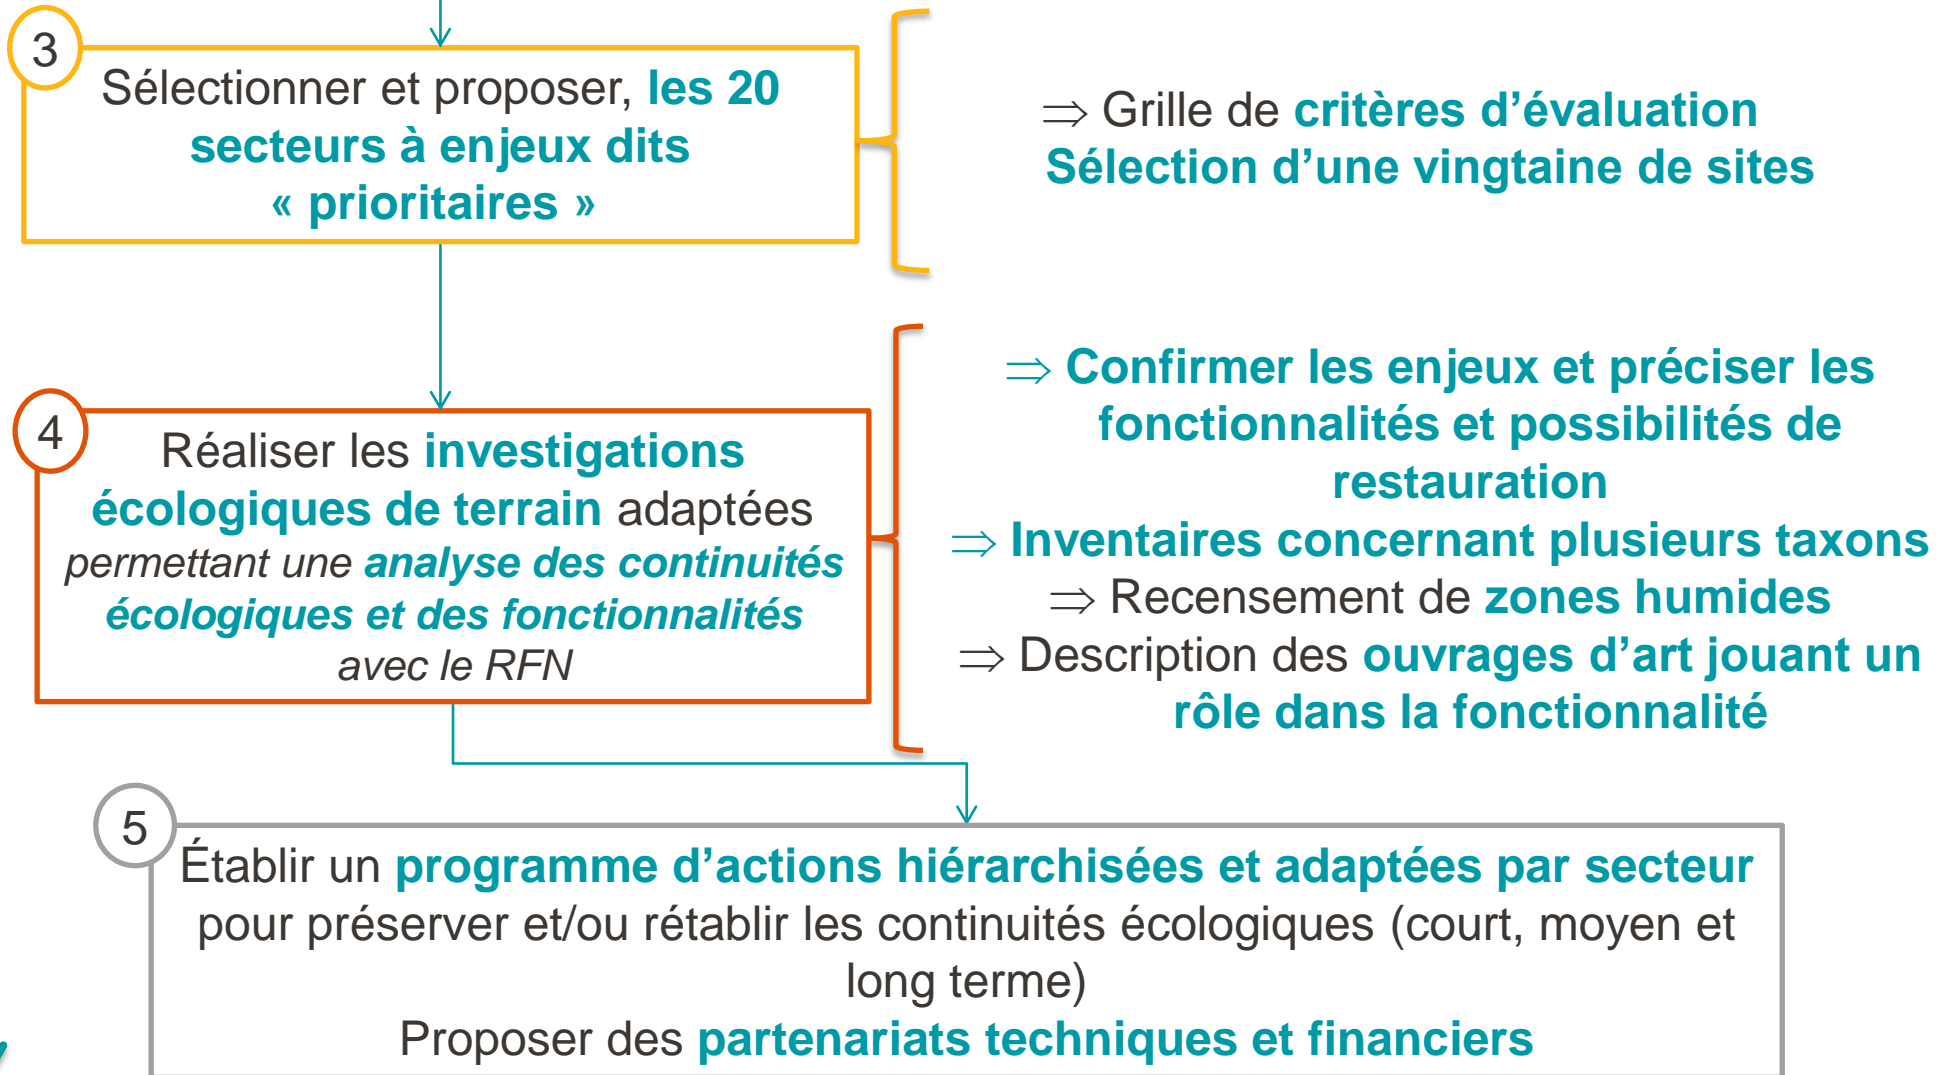 3
Sélectionner et proposer, les 20
secteurs à enjeux dits
« prioritaires »
⇒ Grille de critères d’évaluation
Sélection d’une vingtaine de sites
4
Réaliser les investigations
écologiques de terrain adaptées
permettant une analyse des continuités
écologiques et des fonctionnalités
avec le RFN
⇒ Confirmer les enjeux et préciser les
fonctionnalités et possibilités de
restauration
⇒ Inventaires concernant plusieurs taxons
⇒ Recensement de zones humides
⇒ Description des ouvrages d’art jouant un
rôle dans la fonctionnalité
5
Établir un programme d’actions hiérarchisées et adaptées par secteur
pour préserver et/ou rétablir les continuités écologiques (court, moyen et
long terme)
Proposer des partenariats techniques et financiers